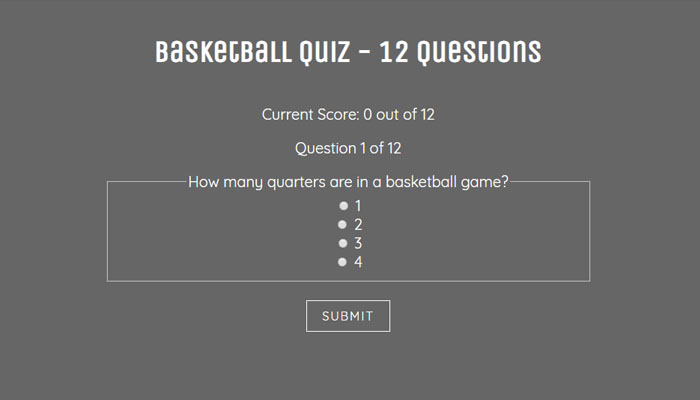 Basketball Quiz - 12 Questions
Current Score: 0 out of 12
Question 1 of 12
How many quarters are in a basketball game?
1
2
3
4
SUBMIT